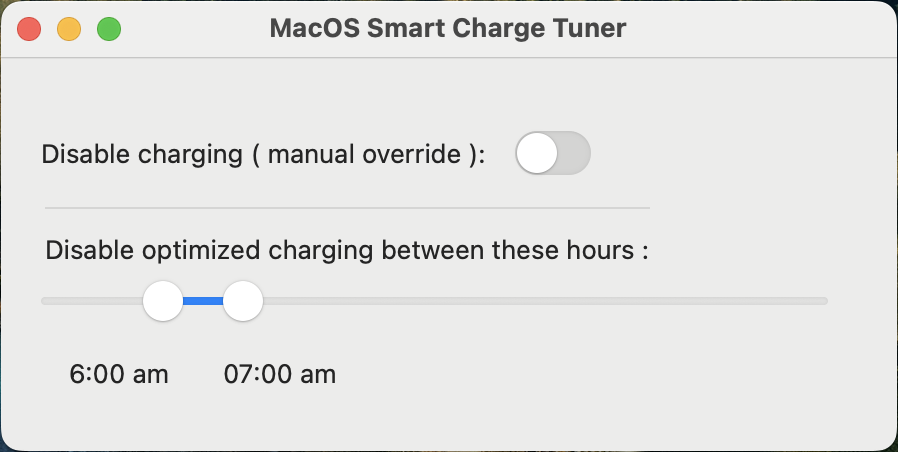 MacOS Smart Charge Tuner
Disable charging ( manual override ):
Disable optimized charging between these hours :
6:00 am 07:00 am